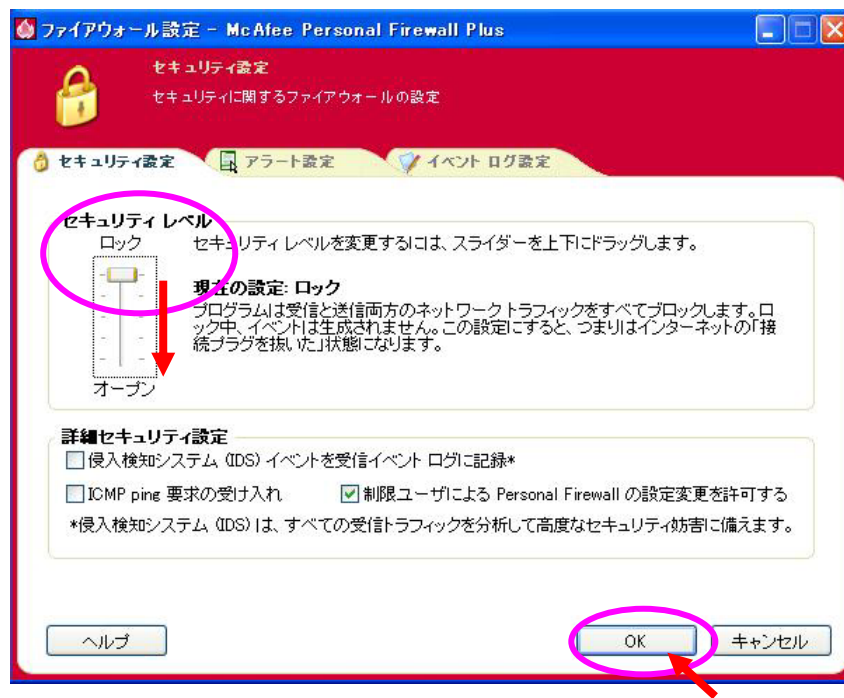 ファイアウォール設定 - McAfee Personal Firewall Plus
セキュリティ設定
セキュリティに関するファイアウォールの設定
セキュリティ設定
アラート設定
イベント ログ設定
セキュリティ レベル
ロック
セキュリティ レベルを変更するには、スライダーを上下にドラッグします。
現在の設定: ロック
プログラムは受信と送信両方のネットワークトラフィックをすべてブロックします。ロ
ック中、イベントは生成されません。この設定にすると、つまりはインターネットの「接
続プラグを抜いた」状態になります。
オープン
詳細セキュリティ設定
侵入検知システム (IDS) イベントを受信イベント ログに記録*
ICMP ping 要求の受け入れ
制限ユーザによる Personal Firewall の設定変更を許可する
*侵入検知システム (IDS) は、すべての受信トラフィックを分析して高度なセキュリティ妨害に備えます。
ヘルプ
OK
キャンセル